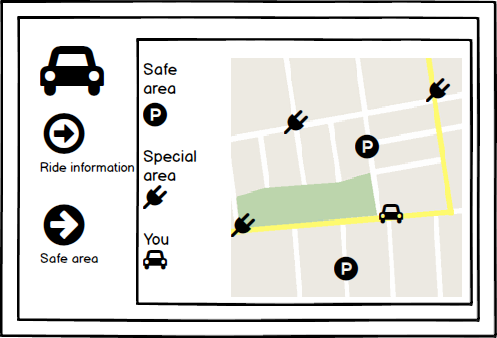 Ride information
Safe area
Safe
area
P
Special
area
You
P
P